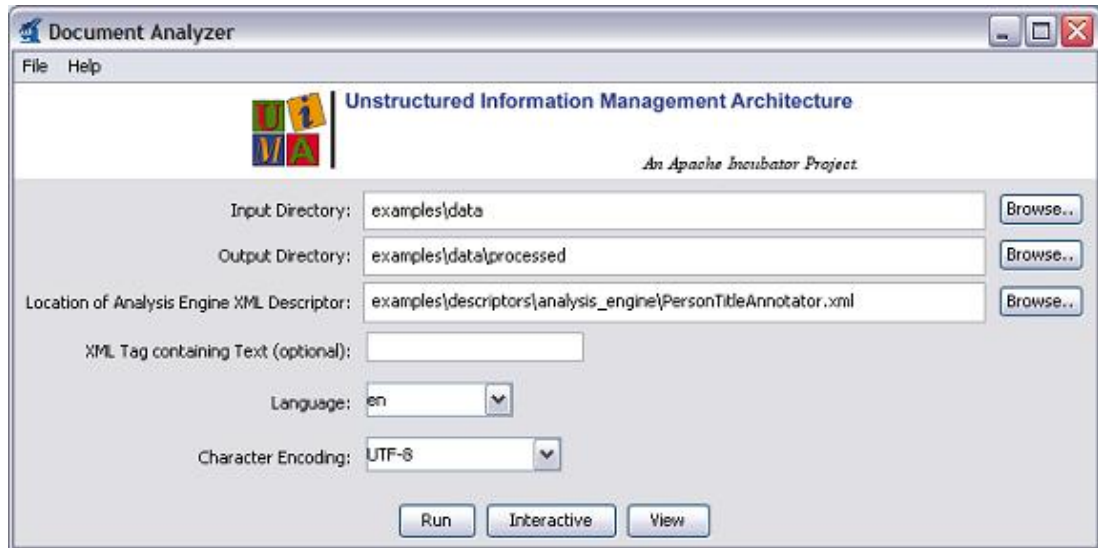 Document Analyzer
File Help
UiMA
Unstructured Information Management Architecture
An Apache Incubator Project
Input Directory: examples\data Browse..
Output Directory: examples\data\processed Browse..
Location of Analysis Engine XML Descriptor: examples\descriptors\analysis_engine\PersonTitleAnnotator.xml Browse..
XML Tag containing Text (optional):
Language: en
Character Encoding: UTF-8
Run Interactive View